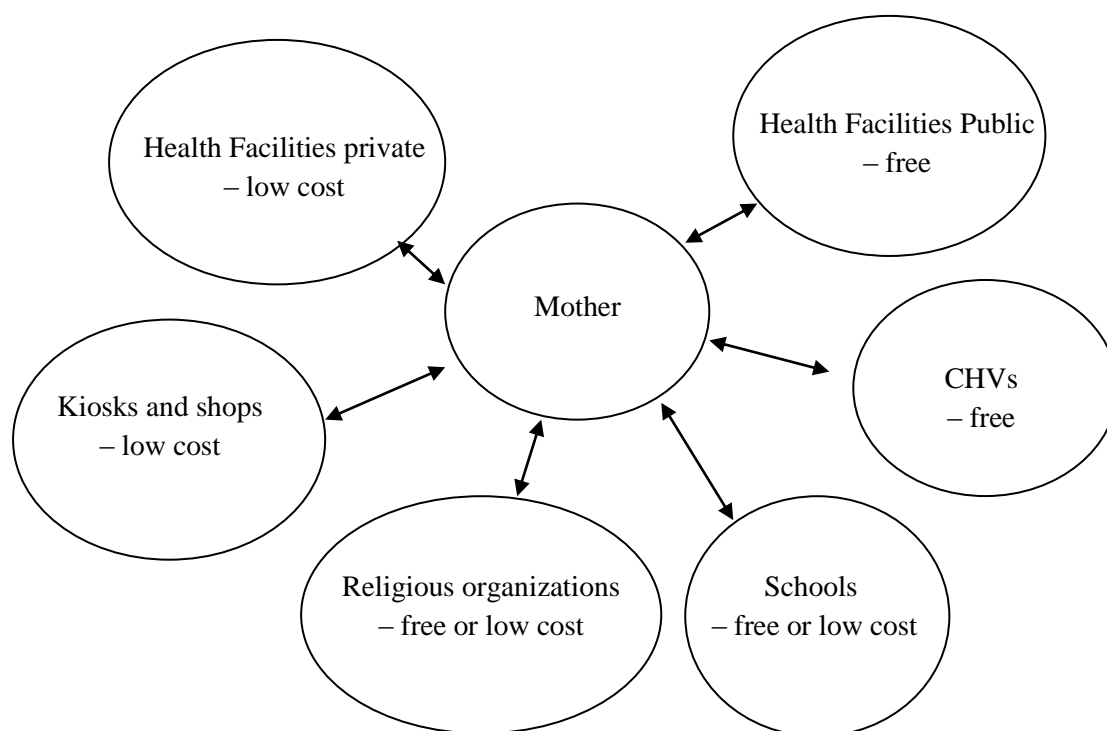 Health Facilities private
– low cost
Health Facilities Public
– free
Mother
Kiosks and shops
– low cost
CHVs
– free
Religious organizations
– free or low cost
Schools
– free or low cost